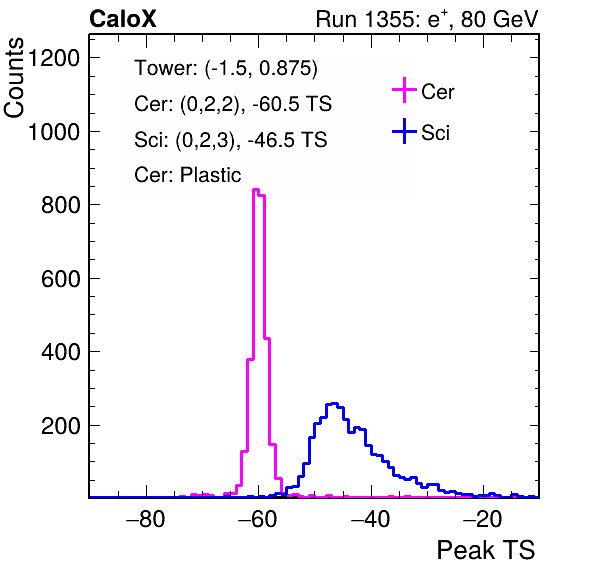 CaloX Run 1355: e⁺, 80 GeV
Counts
1200
1000
800
600
400
200
Tower: (-1.5, 0.875)
Cer: (0,2,2), -60.5 TS
Sci: (0,2,3), -46.5 TS
Cer: Plastic
Cer
Sci
−80 −60 −40 −20
Peak TS